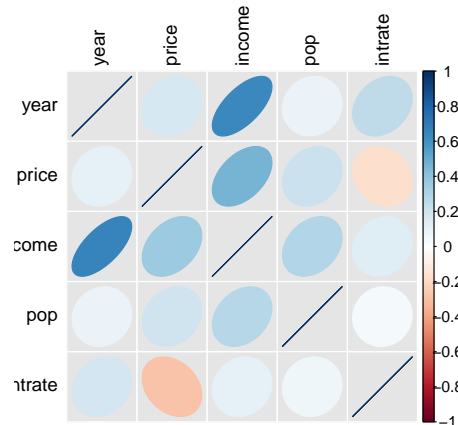 year price income pop intrate
year
price
come
pop
ntrate
1
0.8
0.6
0.4
0.2
0
−0.2
−0.4
−0.6
−0.8
−1